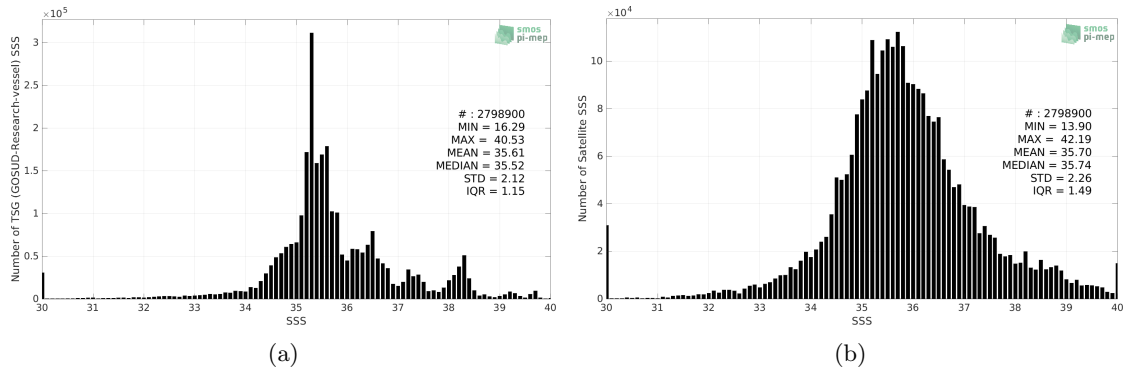 ×10⁵
3
2.5
2
1.5
1
0.5
0
Number of TSG (GOSUD-Research-vessel) SSS
smos
pi-mep
# : 2798900
MIN = 16.29
MAX = 40.53
MEAN = 35.61
MEDIAN = 35.52
STD = 2.12
IQR = 1.15
30 31 32 33 34 35 36 37 38 39 40
SSS
(a)
×10⁴
10
8
6
4
2
0
Number of Satellite SSS
smos
pi-mep
# : 2798900
MIN = 13.90
MAX = 42.19
MEAN = 35.70
MEDIAN = 35.74
STD = 2.26
IQR = 1.49
30 31 32 33 34 35 36 37 38 39 40
SSS
(b)